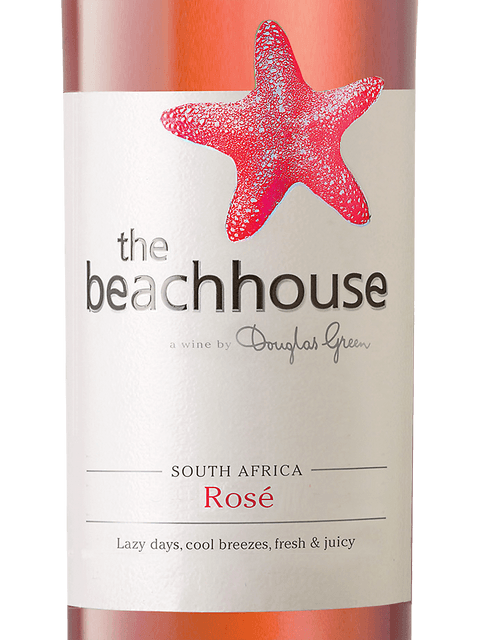 the
beachhouse
a wine by Douglas Green
SOUTH AFRICA
Rosé
Lazy days, cool breezes, fresh & juicy